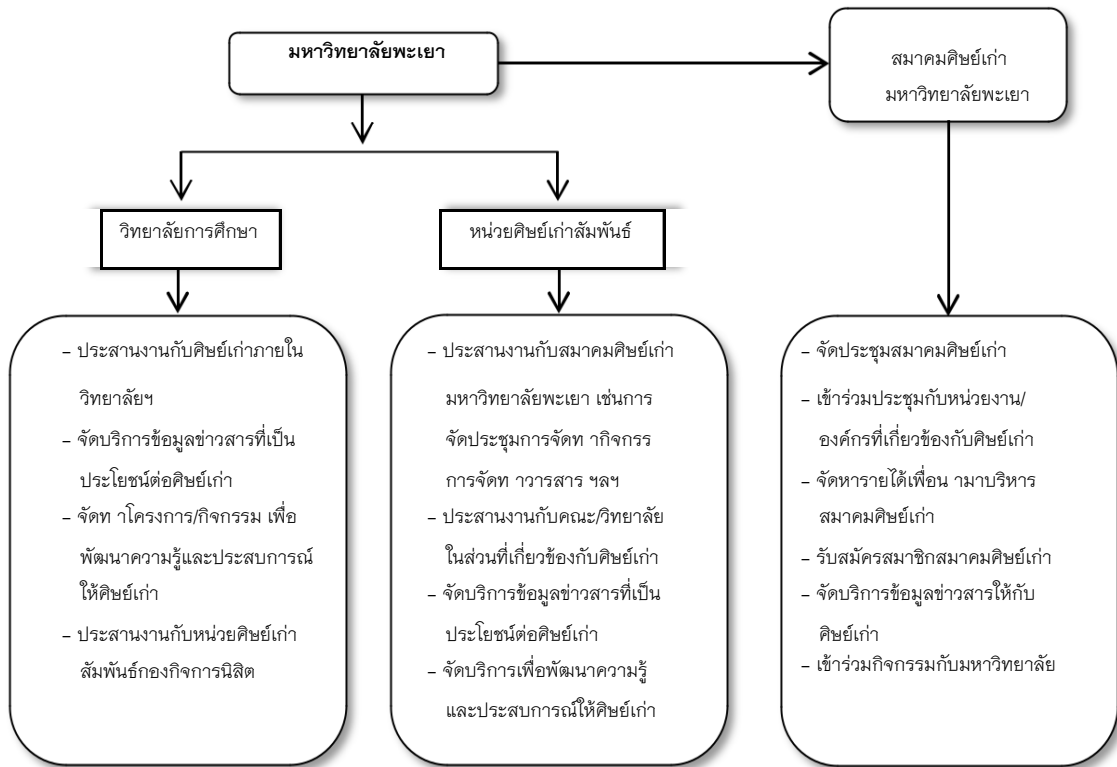 มหาวิทยาลัยพะเยา
สมาคมศิษย์เก่า
มหาวิทยาลัยพะเยา
วิทยาลัยการศึกษา
หน่วยศิษย์เก่าสัมพันธ์
– ประสานงานกับศิษย์เก่าภายใน
วิทยาลัยฯ
– จัดบริการข้อมูลข่าวสารที่เป็น
ประโยชน์ต่อศิษย์เก่า
– จัดท าโครงการ/กิจกรรม เพื่อ
พัฒนาความรู้และประสบการณ์
ให้ศิษย์เก่า
– ประสานงานกับหน่วยศิษย์เก่า
สัมพันธ์กองกิจการนิสิต
– ประสานงานกับสมาคมศิษย์เก่า
มหาวิทยาลัยพะเยา เช่นการ
จัดประชุมการจัดท ากิจกรร
การจัดท าวารสาร ฯลฯ
– ประสานงานกับคณะ/วิทยาลัย
ในส่วนที่เกี่ยวข้องกับศิษย์เก่า
– จัดบริการข้อมูลข่าวสารที่เป็น
ประโยชน์ต่อศิษย์เก่า
– จัดบริการเพื่อพัฒนาความรู้
และประสบการณ์ให้ศิษย์เก่า
– จัดประชุมสมาคมศิษย์เก่า
– เข้าร่วมประชุมกับหน่วยงาน/
องค์กรที่เกี่ยวข้องกับศิษย์เก่า
– จัดหารายได้เพื่อน ามาบริหาร
สมาคมศิษย์เก่า
– รับสมัครสมาชิกสมาคมศิษย์เก่า
– จัดบริการข้อมูลข่าวสารให้กับ
ศิษย์เก่า
– เข้าร่วมกิจกรรมกับมหาวิทยาลัย